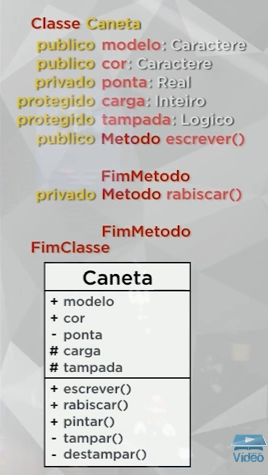 Classe Caneta
publico modelo: Caractere
publico cor: Caractere
privado ponta: Real
protegido carga: Inteiro
protegido tampada: Logico
publico Metodo escrever()
FimMetodo
privado Metodo rabiscar()
FimMetodo
FimClasse
Caneta
+ modelo
+ cor
- ponta
# carga
# tampada
+ escrever()
+ rabiscar()
+ pintar()
- tampar()
- destampar()
Vídeo